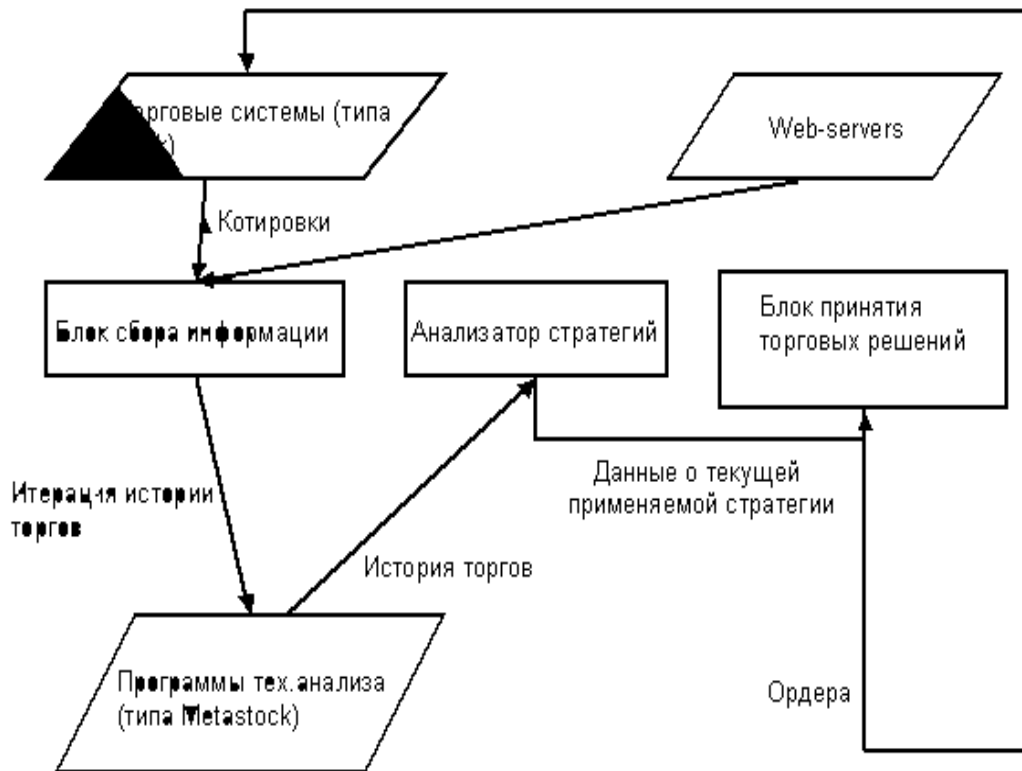 системы (типа
Web-servers
Котировки
Блок сбора информации
Анализатор стратегий
Блок принятия
торговых решений
Итерация истории
торгов
Данные о текущей
применяемой стратегии
История торгов
Программы тех.анализа
(типа Metastock)
Ордера